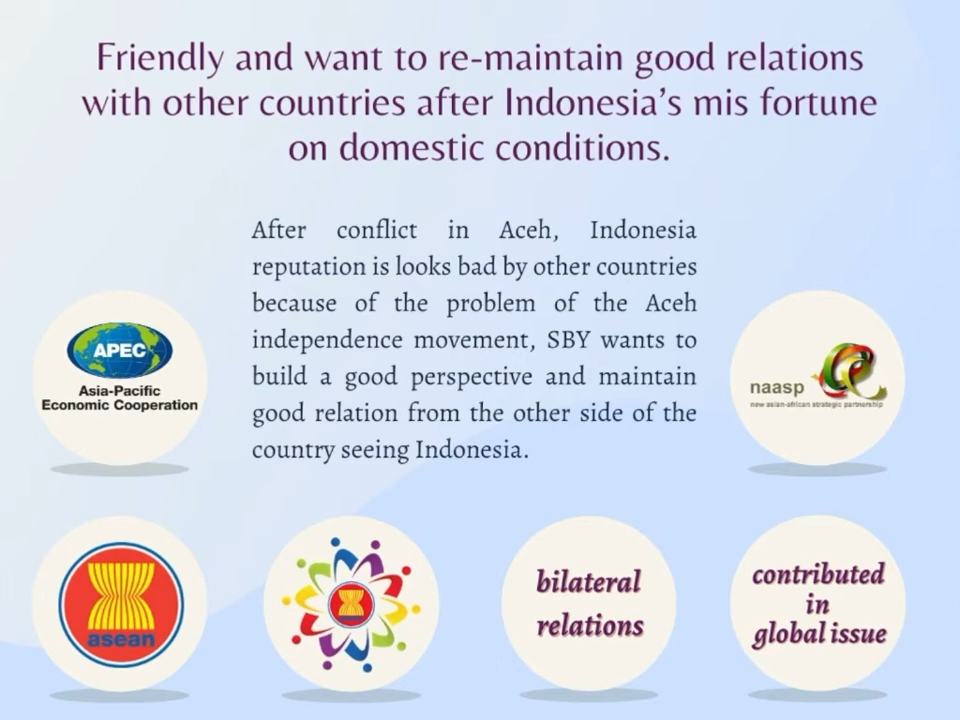 Friendly and want to re-maintain good relations
with other countries after Indonesia's mis fortune
on domestic conditions.
After conflict in Aceh, Indonesia
reputation is looks bad by other countries
because of the problem of the Aceh
independence movement, SBY wants to
build a good perspective and maintain
good relation from the other side of the
country seeing Indonesia.
APEC
Asia-Pacific
Economic Cooperation
naasp
new asian-african strategic partnership
asean
bilateral
relations
contributed
in
global issue